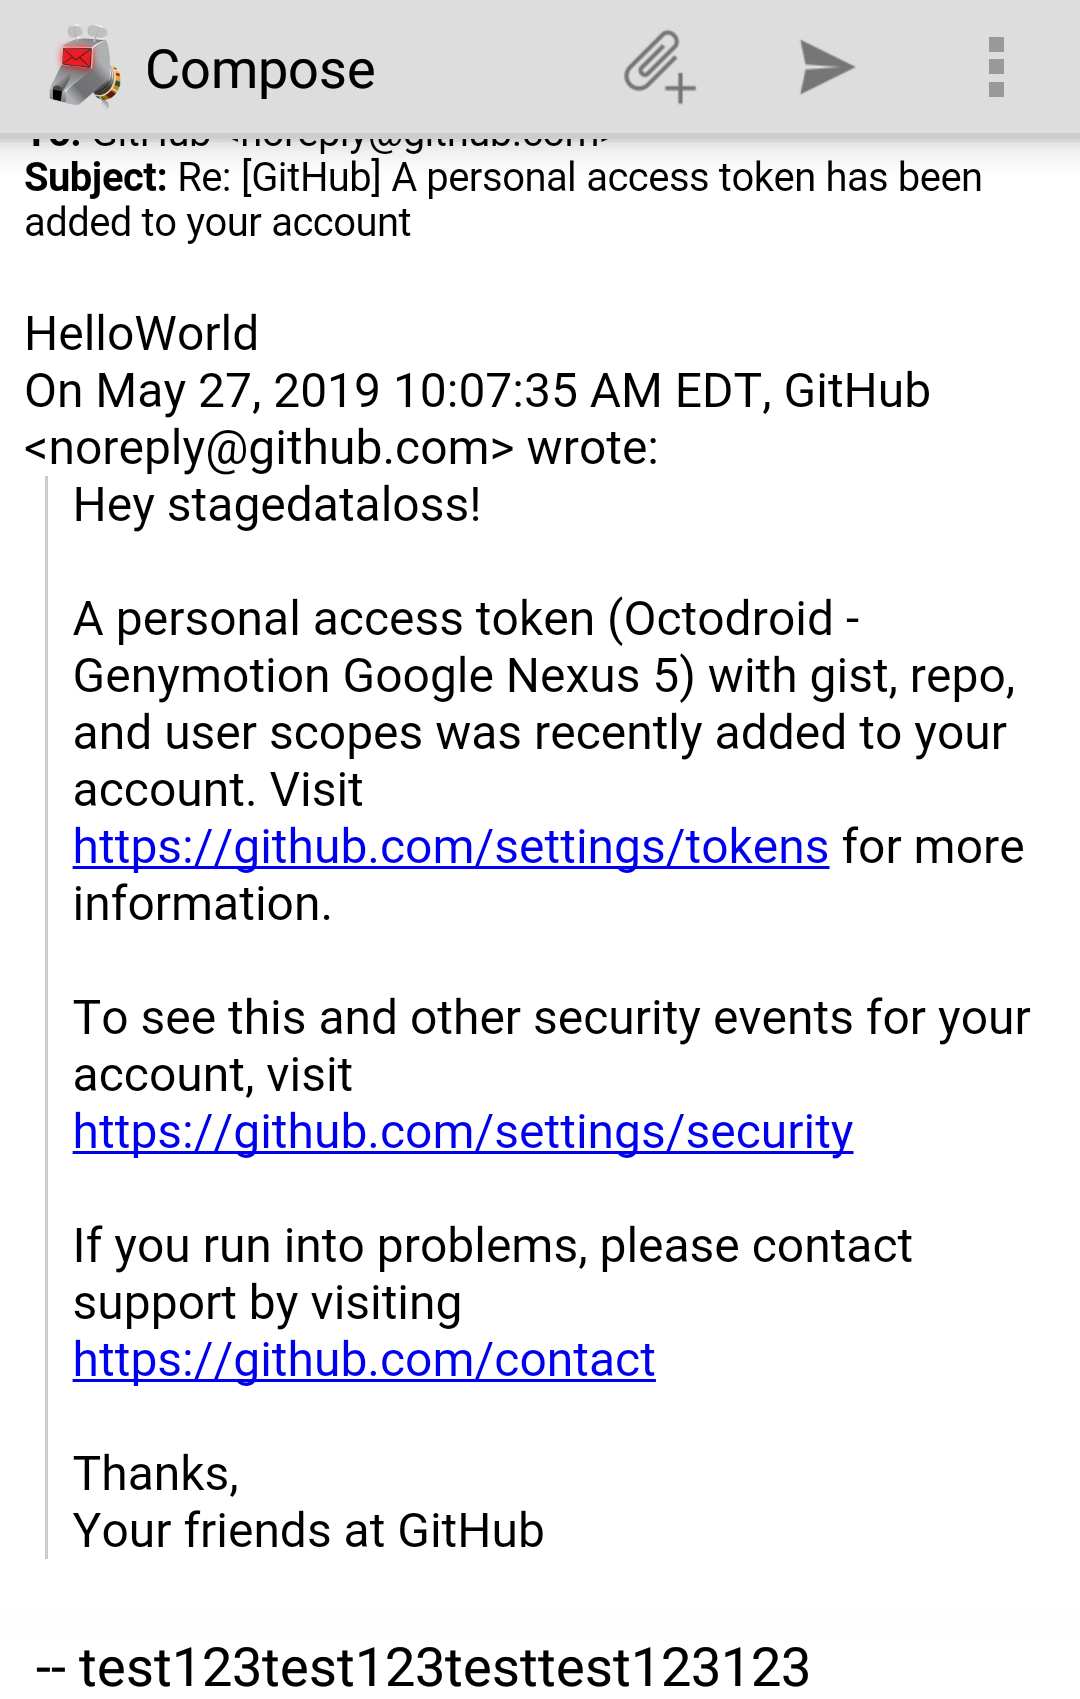 Compose
To: GitHub <noreply@github.com>
Subject: Re: [GitHub] A personal access token has been
added to your account
HelloWorld
On May 27, 2019 10:07:35 AM EDT, GitHub
<noreply@github.com> wrote:
Hey stagedataloss!
A personal access token (Octodroid -
Genymotion Google Nexus 5) with gist, repo,
and user scopes was recently added to your
account. Visit
https://github.com/settings/tokens for more
information.
To see this and other security events for your
account, visit
https://github.com/settings/security
If you run into problems, please contact
support by visiting
https://github.com/contact
Thanks,
Your friends at GitHub
-- test123test123testtest123123